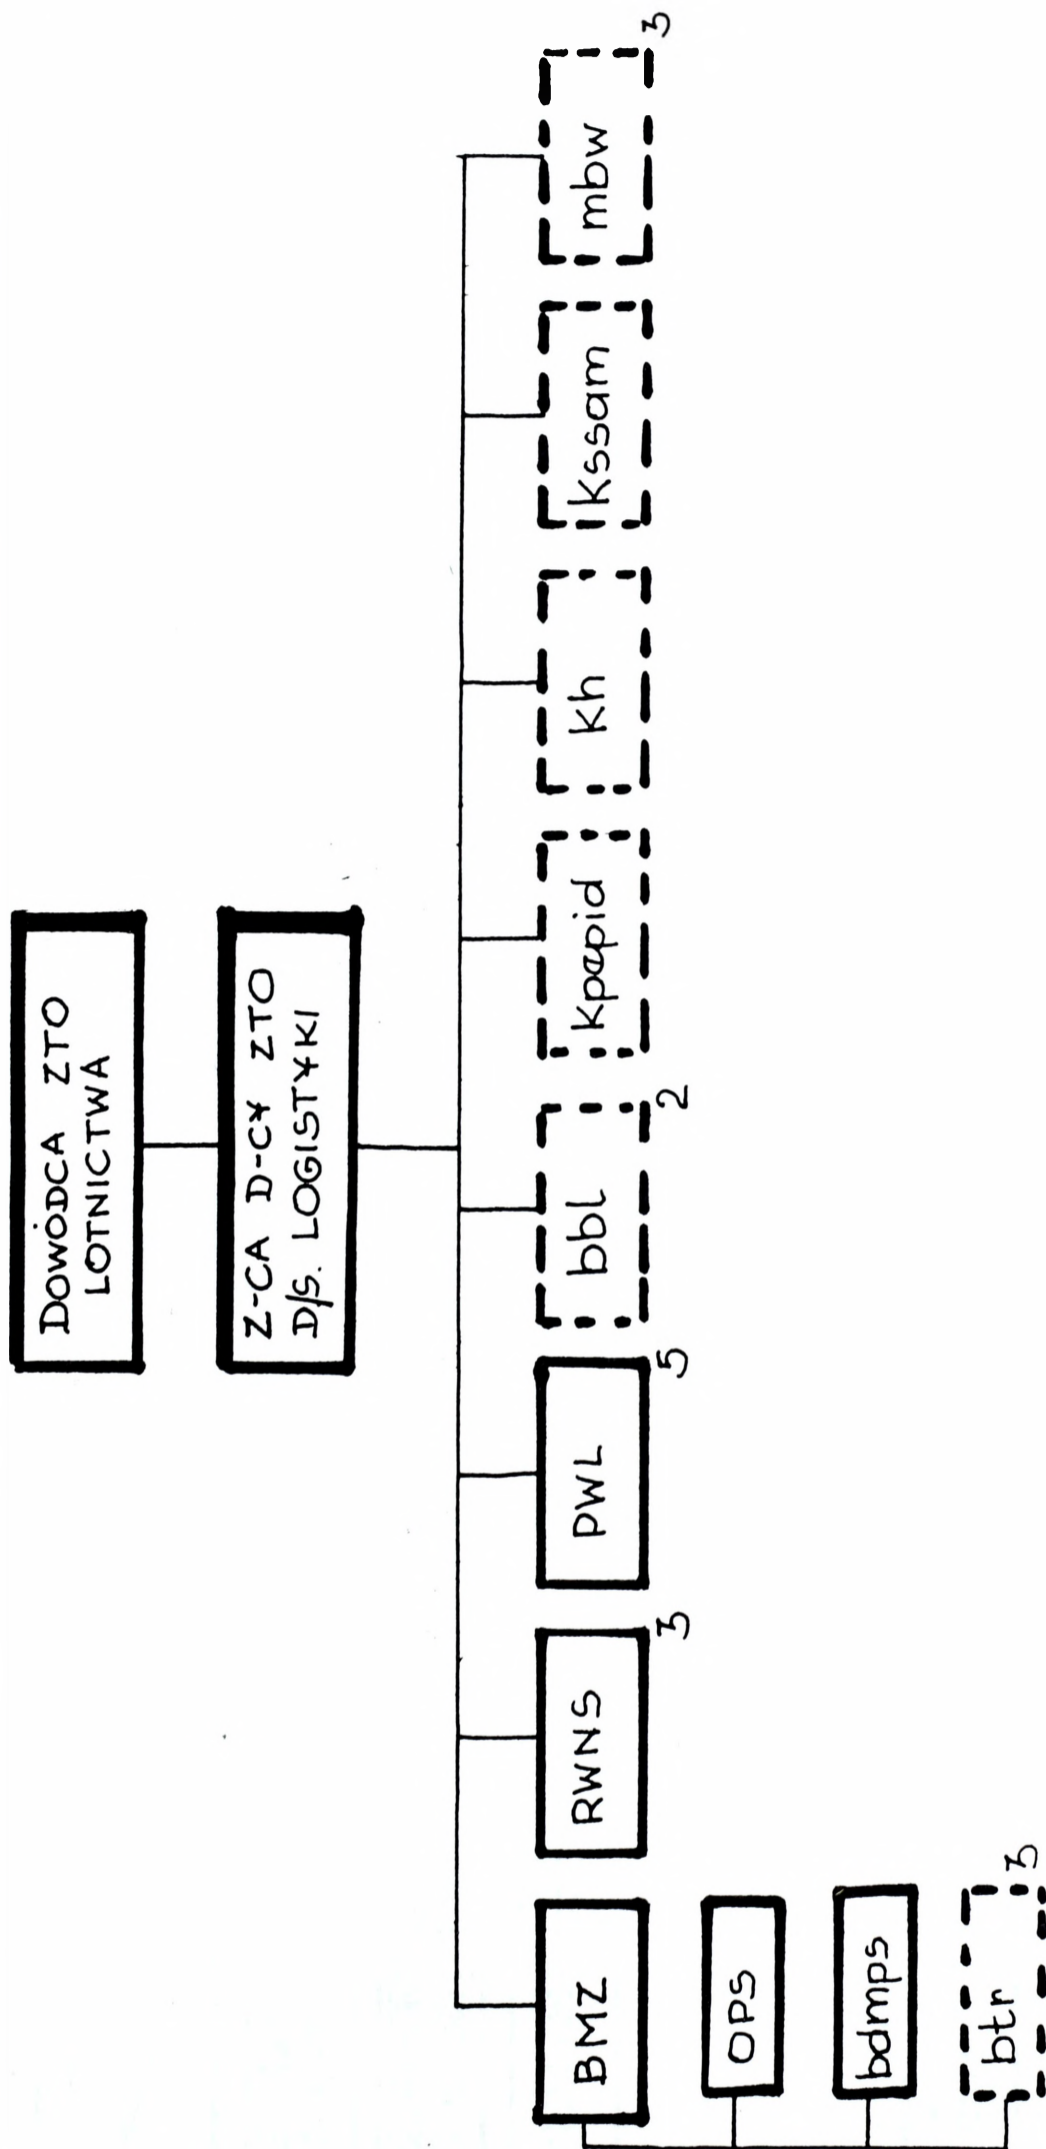 DOWÓDCA ZTO
LOTNICTWA
Z-CA D-CY ZTO
D/S. LOGISTYKI
BMZ
RWNS
3
PWL
5
bbl
2
kpapid
kh
kssam
mbw
3
OPS
bdmps
btr
3